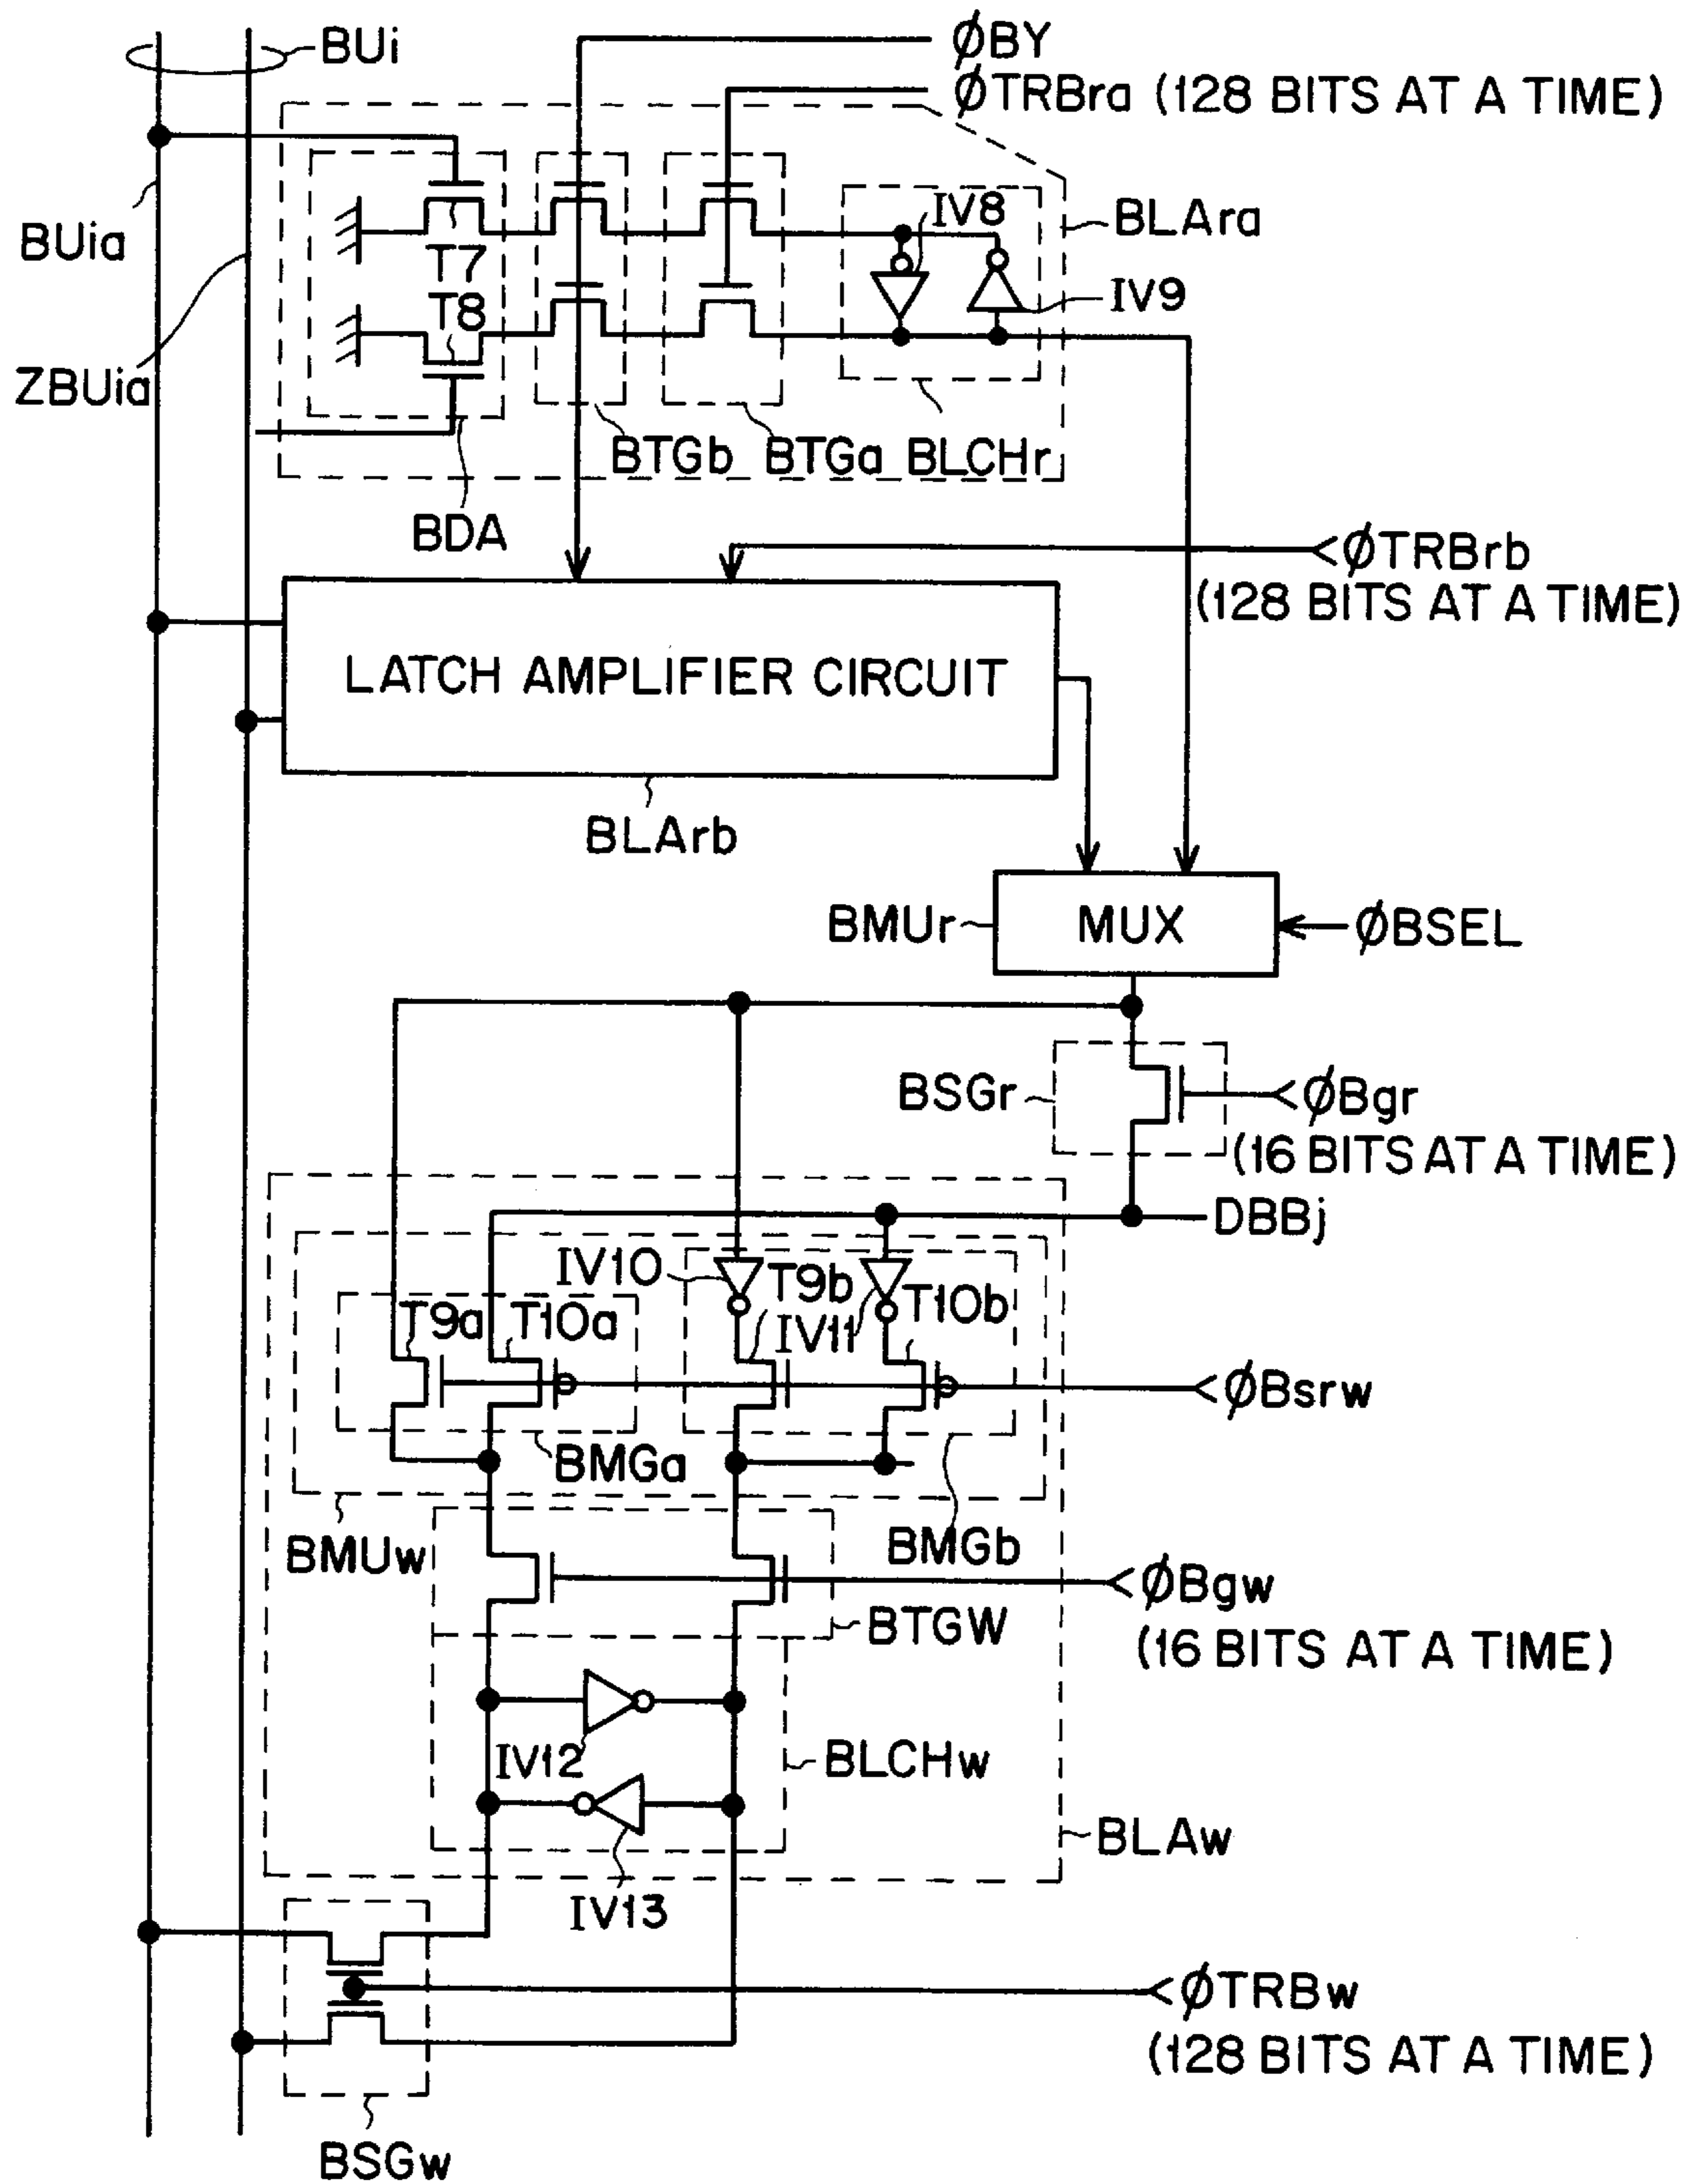 BUi
ØBY
ØTRBra (128 BITS AT A TIME)
BUia
T7
T8
IV8
BLAra
IV9
ZBUia
BTGb
BTGa
BLCHr
BDA
ØTRBrb
(128 BITS AT A TIME)
LATCH AMPLIFIER CIRCUIT
BLArb
BMUr
MUX
ØBSEL
BSGr
ØBgr
(16 BITS AT A TIME)
DBBj
IV10
T9b
T10b
T9a
T10a
IV11
ØBsrw
BMGa
BMUw
BMGb
ØBgw
BTGW
(16 BITS AT A TIME)
IV12
BLCHw
BLAw
IV13
ØTRBw
(128 BITS AT A TIME)
BSGw